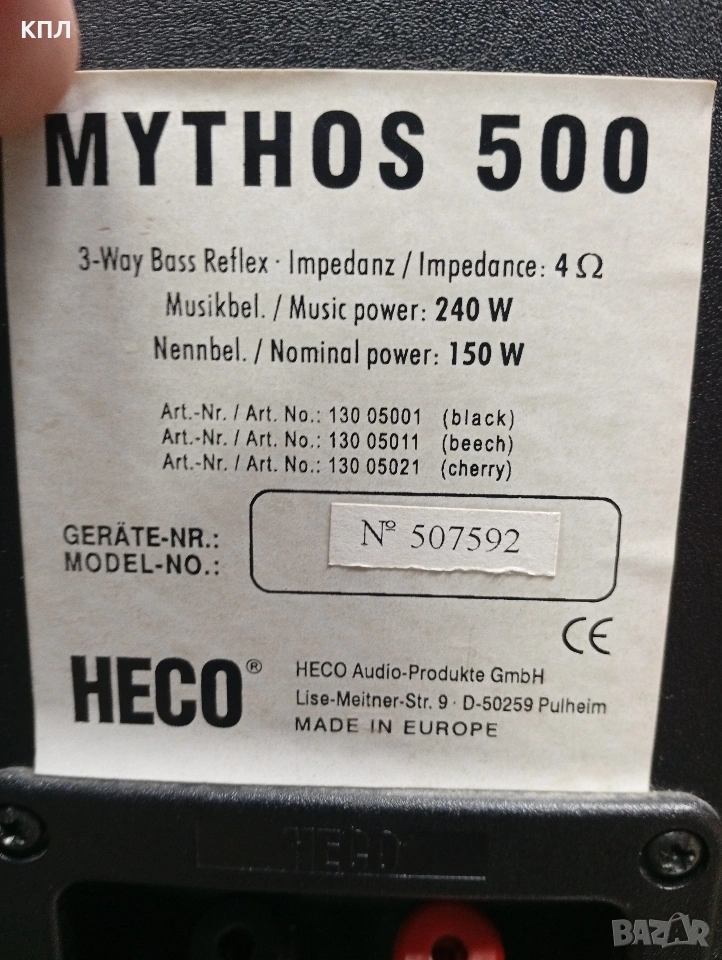 КПЛ
MYTHOS 500
3-Way Bass Reflex · Impedanz / Impedance: 4 Ω
Musikbel. / Music power: 240 W
Nennbel. / Nominal power: 150 W
Art.-Nr. / Art. No.: 130 05001 (black)
Art.-Nr. / Art. No.: 130 05011 (beech)
Art.-Nr. / Art. No.: 130 05021 (cherry)
GERÄTE-NR.:
MODEL-NO.:
Nº 507592
CE
HECO®
HECO Audio-Produkte GmbH
Lise-Meitner-Str. 9 · D-50259 Pulheim
MADE IN EUROPE
HECO
BAZAR